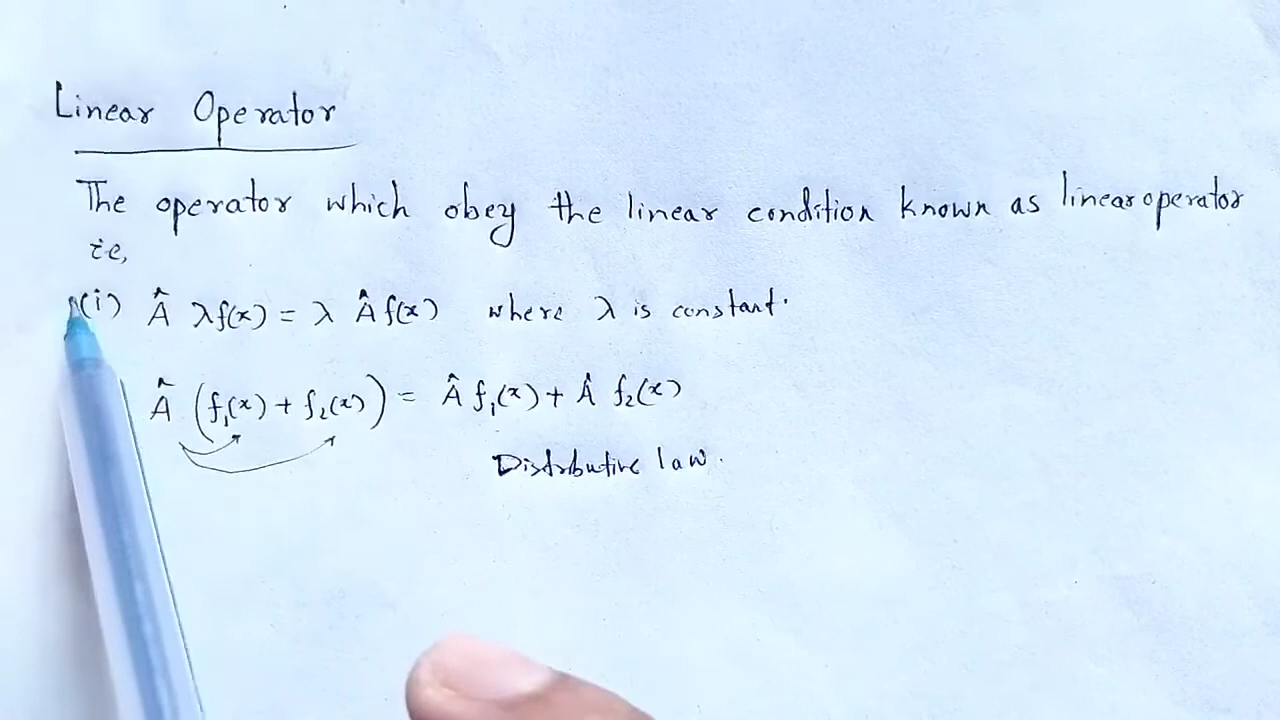 Linear Operator
The operator which obey the linear condition known as linear operator
ie,
(i) Â λf(x) = λ Â f(x) where λ is constant.
Â (f₁(x) + f₂(x)) = Â f₁(x) + Â f₂(x)
Distributive law.